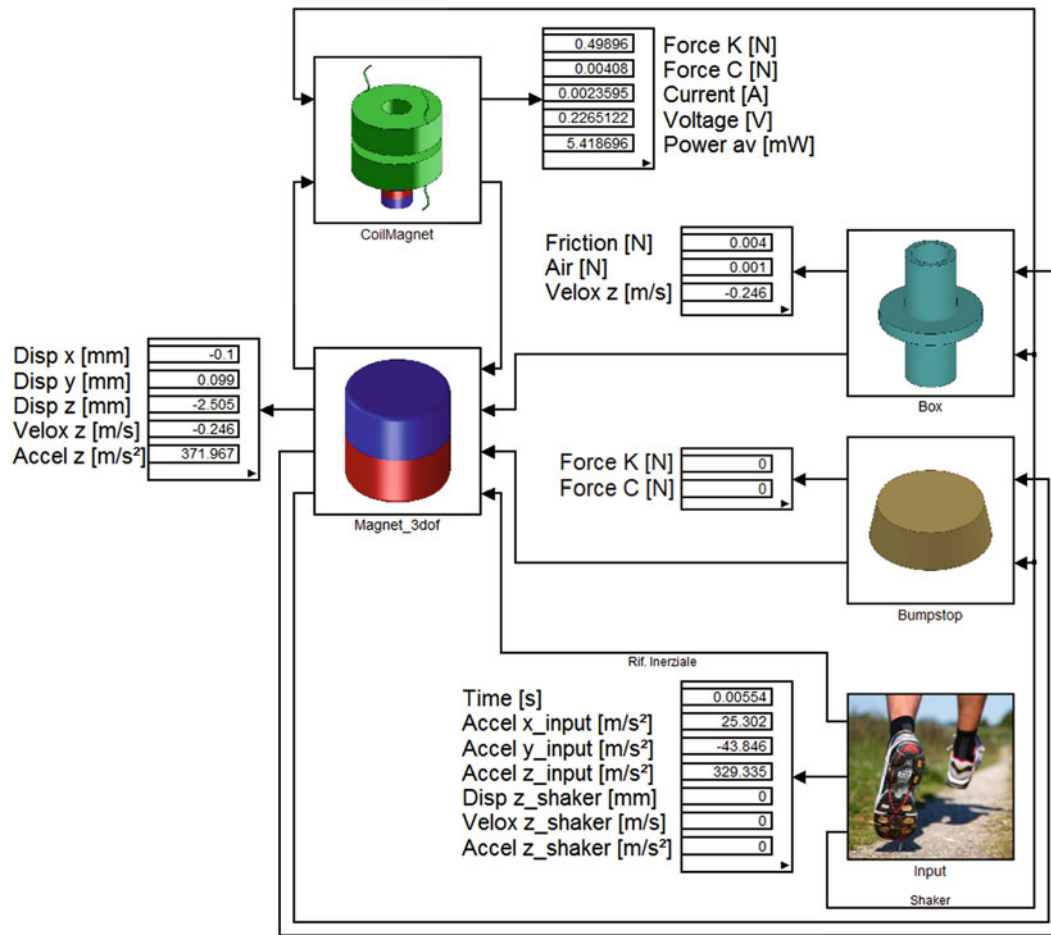 0.49896 Force K [N]
0.00408 Force C [N]
0.0023595 Current [A]
0.2265122 Voltage [V]
5.418696 Power av [mW]
CoilMagnet
Friction [N] 0.004
Air [N] 0.001
Velox z [m/s] -0.246
Box
Disp x [mm] -0.1
Disp y [mm] 0.099
Disp z [mm] -2.505
Velox z [m/s] -0.246
Accel z [m/s²] 371.967
Magnet_3dof
Force K [N] 0
Force C [N] 0
Bumpstop
Rif. Inerziale
Time [s] 0.00554
Accel x_input [m/s²] 25.302
Accel y_input [m/s²] -43.846
Accel z_input [m/s²] 329.335
Disp z_shaker [mm] 0
Velox z_shaker [m/s] 0
Accel z_shaker [m/s²] 0
Input
Shaker